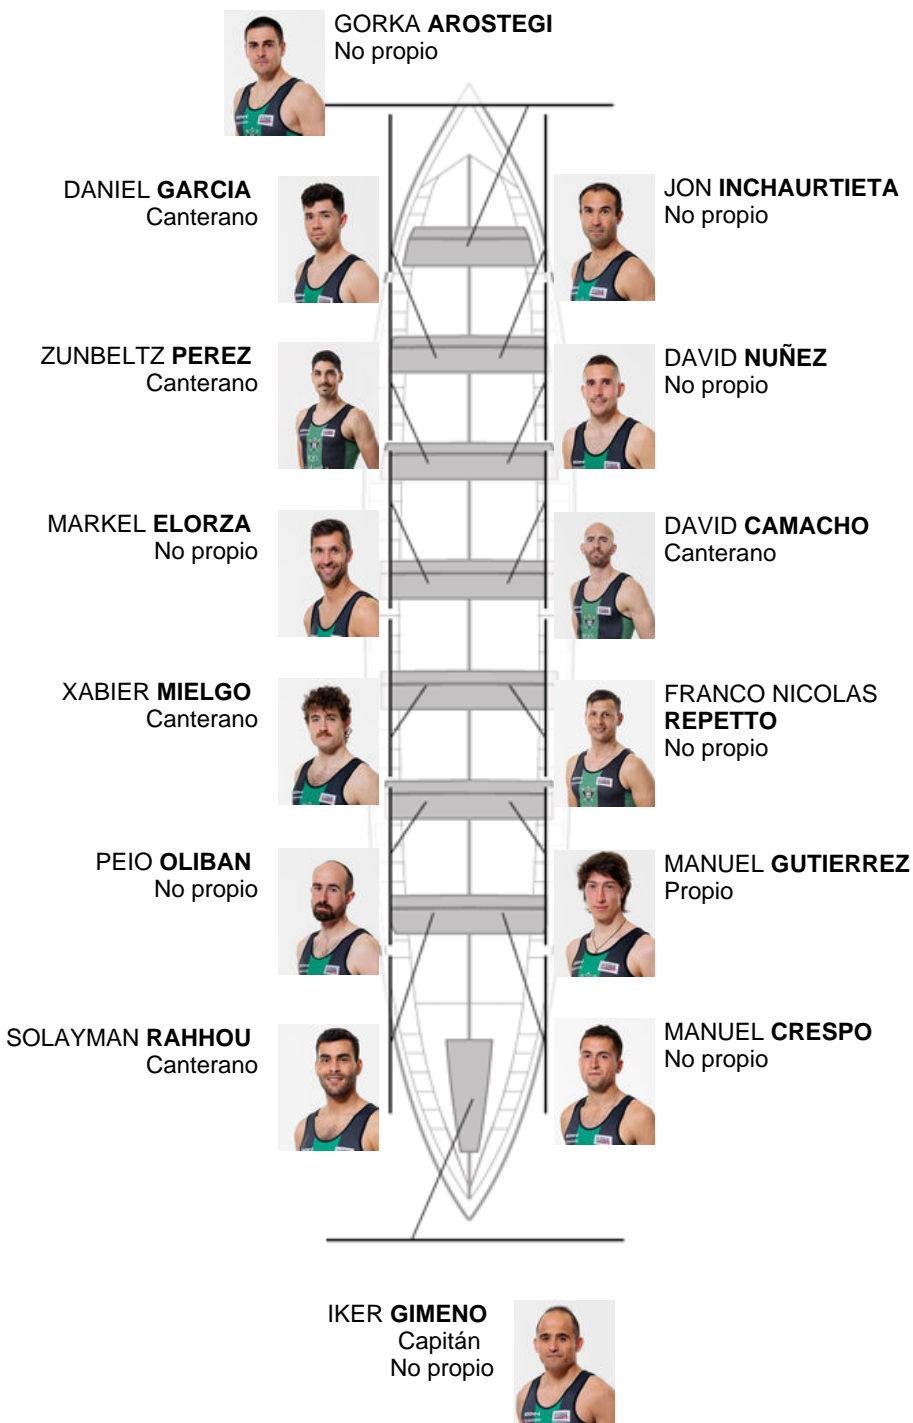 GORKA AROSTEGI
No propio
DANIEL GARCIA
Canterano
JON INCHAURTIETA
No propio
ZUNBELTZ PEREZ
Canterano
DAVID NUÑEZ
No propio
MARKEL ELORZA
No propio
DAVID CAMACHO
Canterano
XABIER MIELGO
Canterano
FRANCO NICOLAS
REPETTO
No propio
PEIO OLIBAN
No propio
MANUEL GUTIERREZ
Propio
SOLAYMAN RAHHOU
Canterano
MANUEL CRESPO
No propio
IKER GIMENO
Capitán
No propio